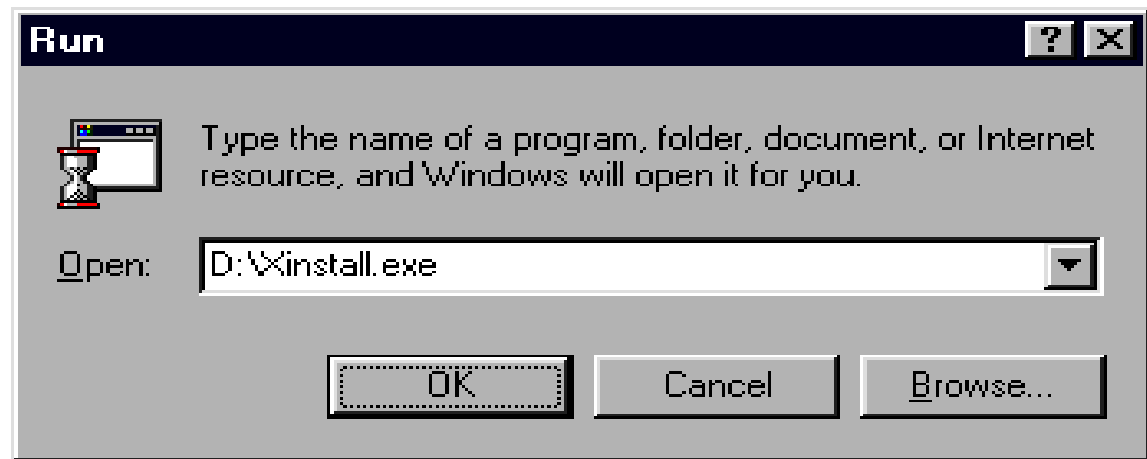 Run
Type the name of a program, folder, document, or Internet
resource, and Windows will open it for you.
Open: D:\Xinstall.exe
OK Cancel Browse...